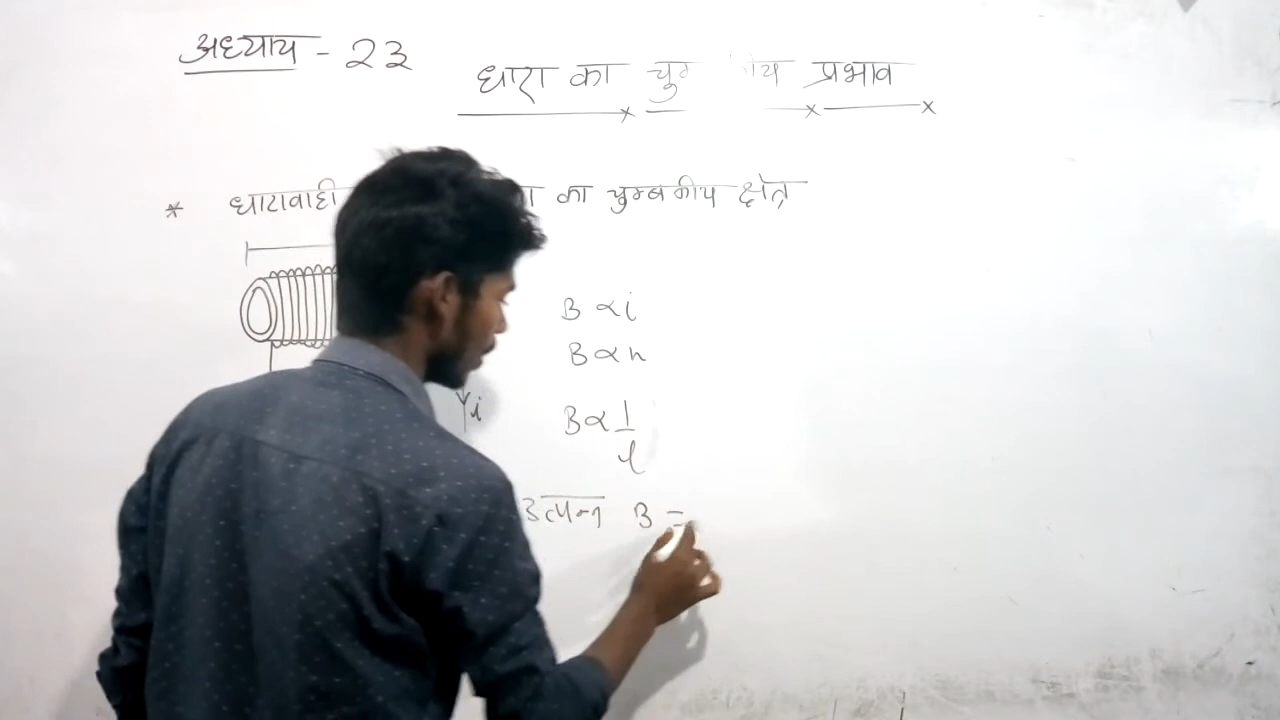 अध्याय - 23
धारा का प्रभाव
* धारावाही का चुम्बकीय क्षेत्र
B ∝ i
B ∝ n
i
B ∝ 1/l
उत्पन्न B =